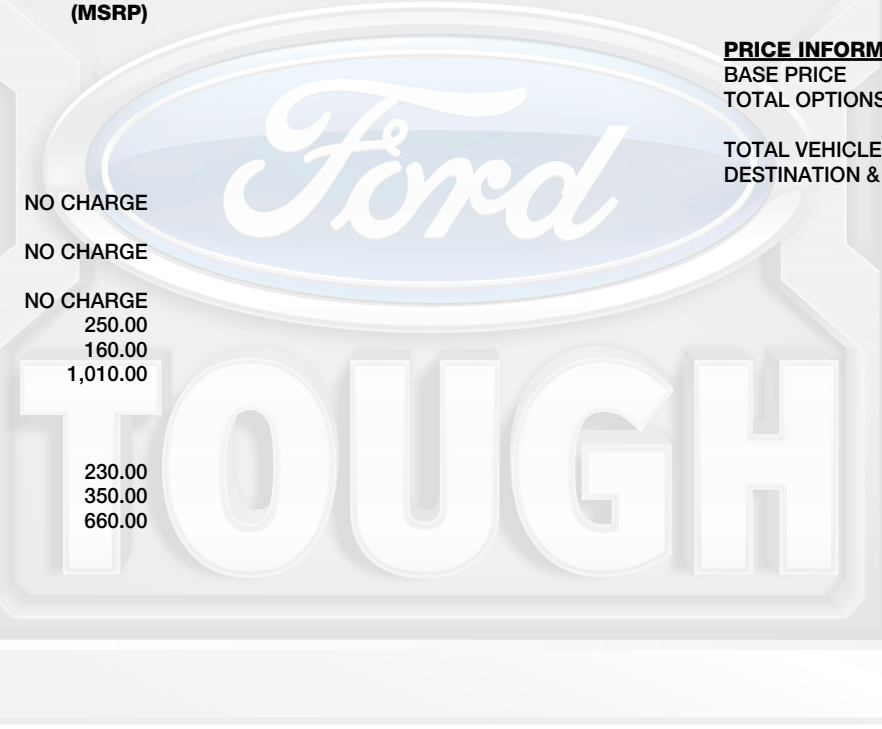 (MSRP)
NO CHARGE
NO CHARGE
NO CHARGE
250.00
160.00
1,010.00
230.00
350.00
660.00
PRICE INFORM
BASE PRICE
TOTAL OPTIONS
TOTAL VEHICLE
DESTINATION &
Ford
TOUGH